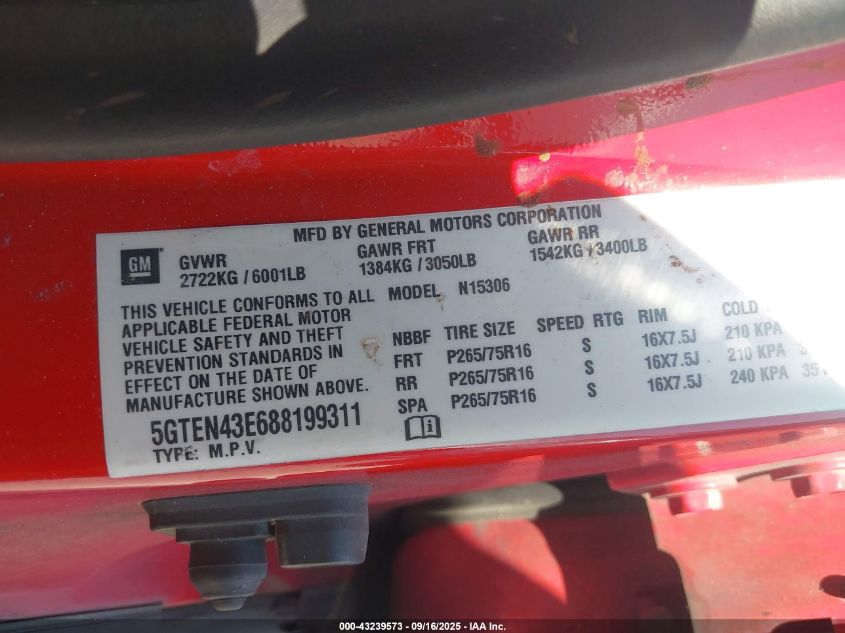 MFD BY GENERAL MOTORS CORPORATION
GM
GVWR GAWR FRT GAWR RR
2722KG / 6001LB 1384KG / 3050LB 1542KG / 3400LB
THIS VEHICLE CONFORMS TO ALL
APPLICABLE FEDERAL MOTOR
VEHICLE SAFETY AND THEFT
PREVENTION STANDARDS IN
EFFECT ON THE DATE OF
MANUFACTURE SHOWN ABOVE.
MODEL N15306
NBBF TIRE SIZE SPEED RTG RIM COLD
FRT P265/75R16 S 16X7.5J 210 KPA
RR P265/75R16 S 16X7.5J 210 KPA
SPA P265/75R16 S 16X7.5J 240 KPA 35
5GTEN43E688199311
TYPE: M.P.V.
000-43239573 - 09/16/2025 - IAA Inc.